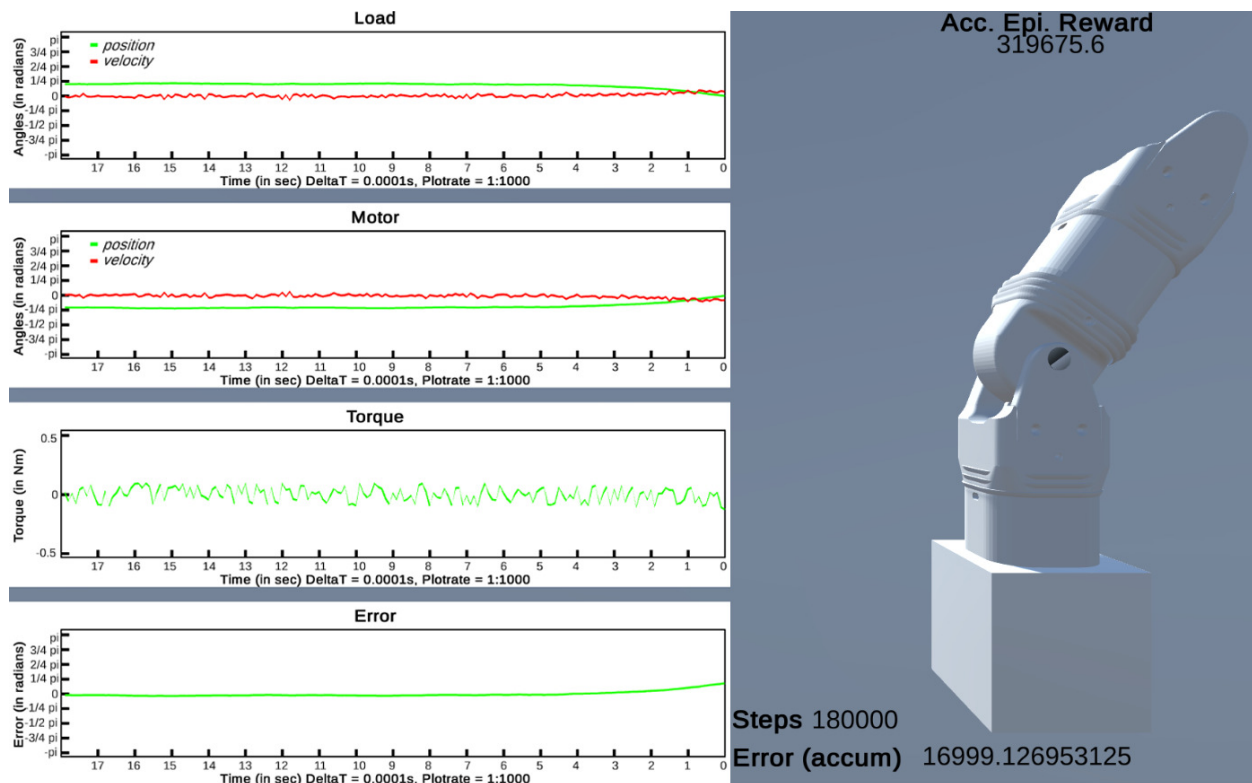 Load
Angles (in radians)
pi
3/4 pi
2/4 pi
1/4 pi
0
-1/4 pi
-1/2 pi
-3/4 pi
-pi
position
velocity
17 16 15 14 13 12 11 10 9 8 7 6 5 4 3 2 1 0
Time (in sec) DeltaT = 0.0001s, Plotrate = 1:1000
Motor
Angles (in radians)
pi
3/4 pi
2/4 pi
1/4 pi
0
-1/4 pi
-1/2 pi
-3/4 pi
-pi
position
velocity
17 16 15 14 13 12 11 10 9 8 7 6 5 4 3 2 1 0
Time (in sec) DeltaT = 0.0001s, Plotrate = 1:1000
Torque
Torque (in Nm)
0.5
0
-0.5
17 16 15 14 13 12 11 10 9 8 7 6 5 4 3 2 1 0
Time (in sec) DeltaT = 0.0001s, Plotrate = 1:1000
Error
Error (in radians)
pi
3/4 pi
2/4 pi
1/4 pi
0
-1/4 pi
-1/2 pi
-3/4 pi
-pi
17 16 15 14 13 12 11 10 9 8 7 6 5 4 3 2 1 0
Time (in sec) DeltaT = 0.0001s, Plotrate = 1:1000
Acc. Epi. Reward
319675.6
Steps 180000
Error (accum) 16999.126953125